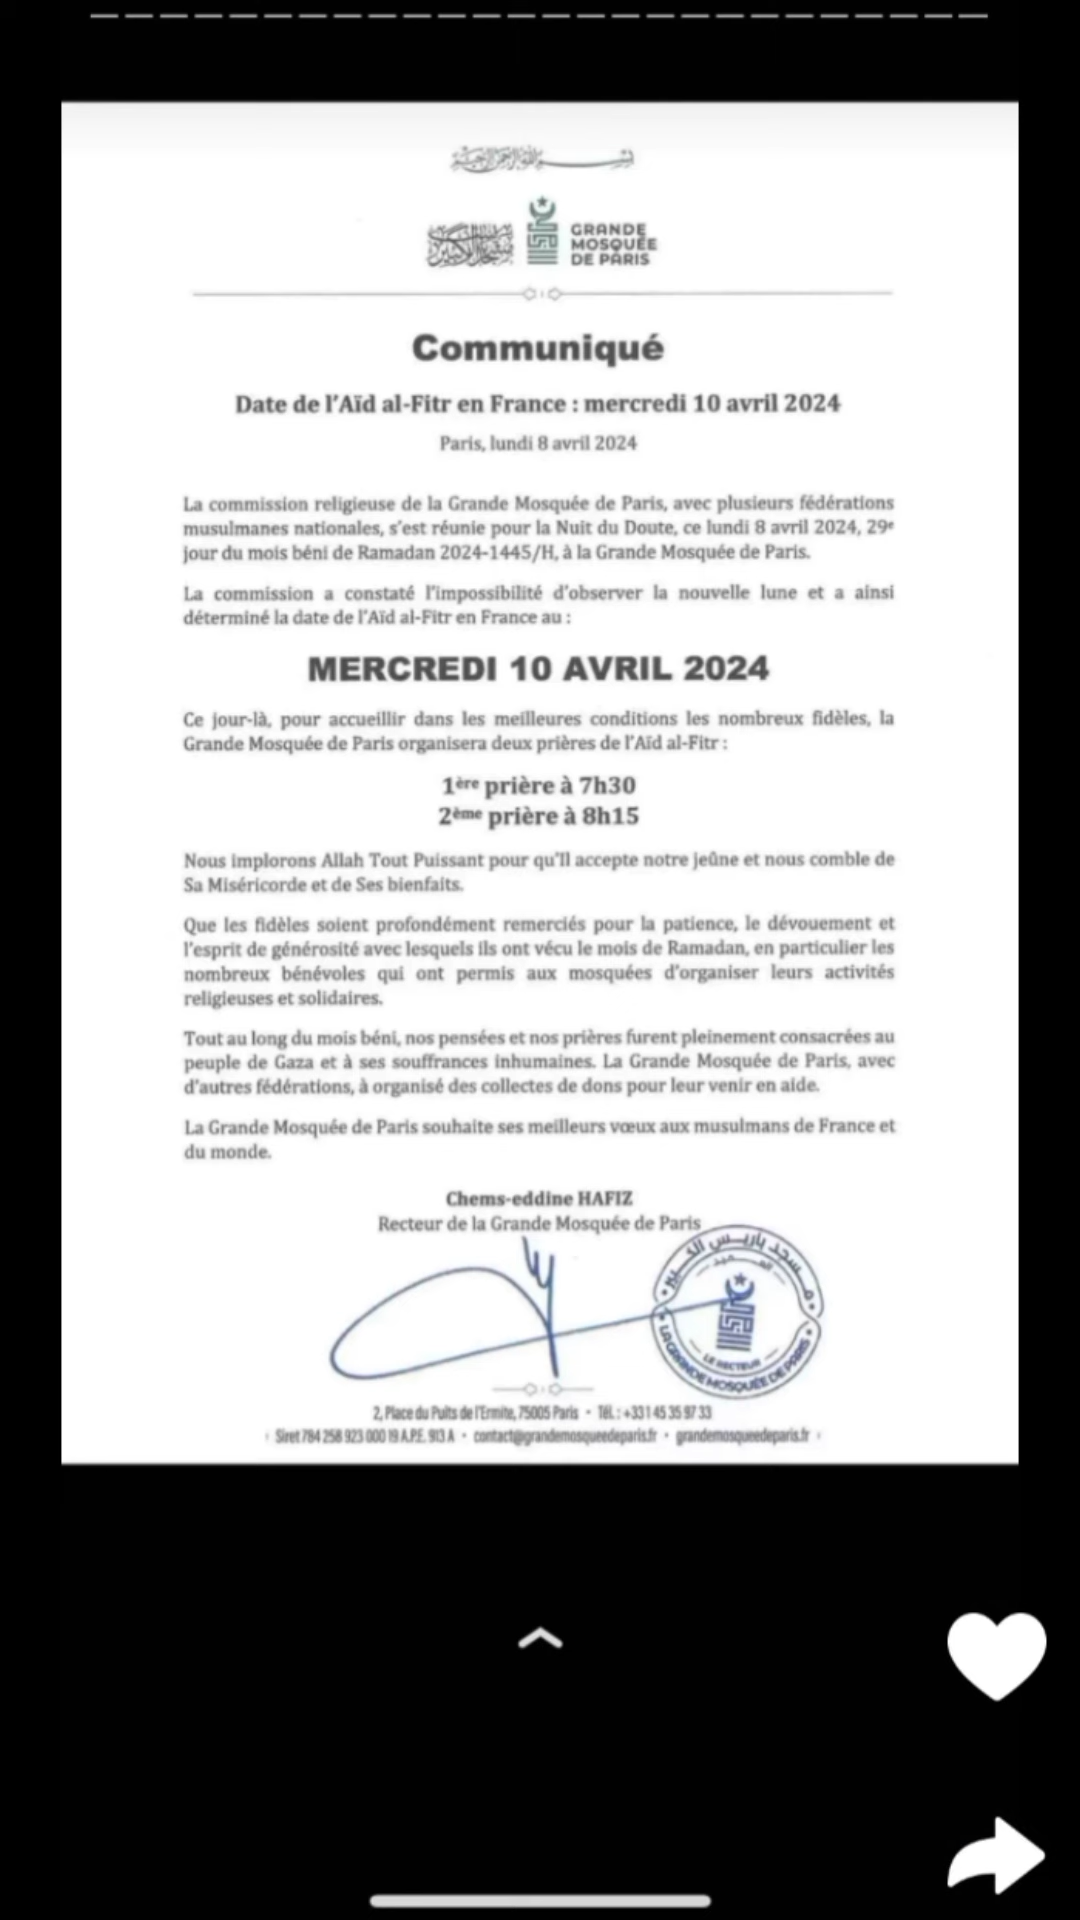 GRANDE
MOSQUÉE
DE PARIS
Communiqué
Date de l'Aïd al-Fitr en France : mercredi 10 avril 2024
Paris, lundi 8 avril 2024
La commission religieuse de la Grande Mosquée de Paris, avec plusieurs fédérations
musulmanes nationales, s'est réunie pour la Nuit du Doute, ce lundi 8 avril 2024, 29e
jour du mois béni de Ramadan 2024-1445/H, à la Grande Mosquée de Paris.
La commission a constaté l'impossibilité d'observer la nouvelle lune et a ainsi
déterminé la date de l'Aïd al-Fitr en France au :
MERCREDI 10 AVRIL 2024
Ce jour-là, pour accueillir dans les meilleures conditions les nombreux fidèles, la
Grande Mosquée de Paris organisera deux prières de l'Aïd al-Fitr :
1ère prière à 7h30
2ème prière à 8h15
Nous implorons Allah Tout Puissant pour qu'Il accepte notre jeûne et nous comble de
Sa Miséricorde et de Ses bienfaits.
Que les fidèles soient profondément remerciés pour la patience, le dévouement et
l'esprit de générosité avec lesquels ils ont vécu le mois de Ramadan, en particulier les
nombreux bénévoles qui ont permis aux mosquées d'organiser leurs activités
religieuses et solidaires.
Tout au long du mois béni, nos pensées et nos prières furent pleinement consacrées au
peuple de Gaza et à ses souffrances inhumaines. La Grande Mosquée de Paris, avec
d'autres fédérations, à organisé des collectes de dons pour leur venir en aide.
La Grande Mosquée de Paris souhaite ses meilleurs vœux aux musulmans de France et
du monde.
Chems-eddine HAFIZ
Recteur de la Grande Mosquée de Paris
مسجد باريس الكبير
العميد
LE RECTEUR
LA GRANDE MOSQUÉE DE PARIS
2, Place du Puits de l'Ermite, 75005 Paris • Tél. : +33 1 45 35 97 33
Siret 784 258 923 000 19 A.P.E. 913 A • contact@grandemosqueedeparis.fr • grandemosqueedeparis.fr